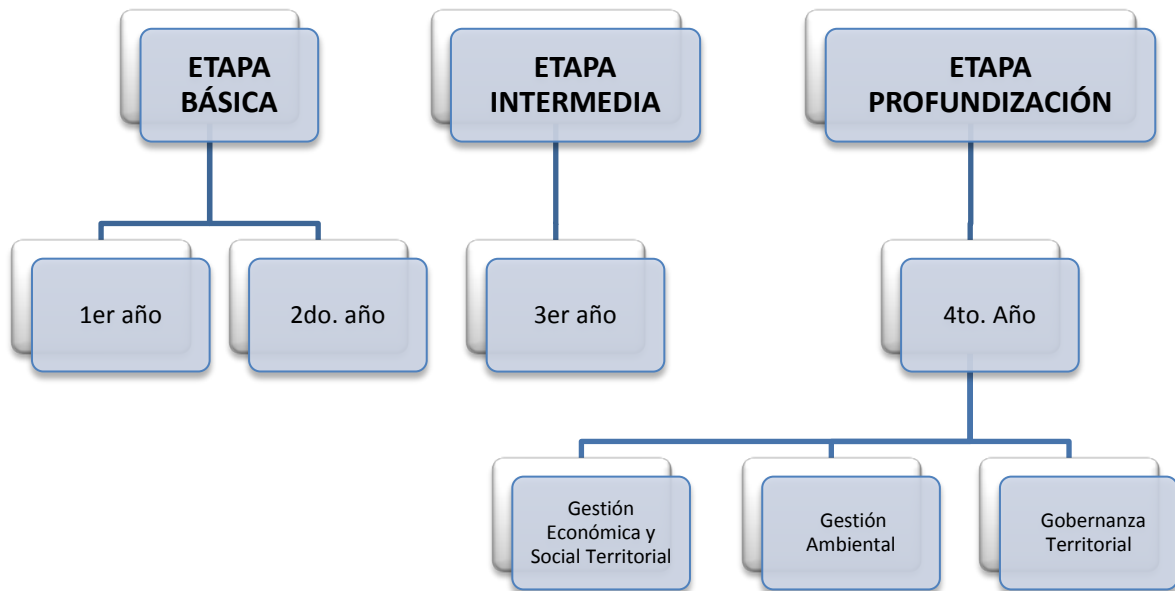 ETAPA
BÁSICA
ETAPA
INTERMEDIA
ETAPA
PROFUNDIZACIÓN
1er año
2do. año
3er año
4to. Año
Gestión
Económica y
Social Territorial
Gestión
Ambiental
Gobernanza
Territorial